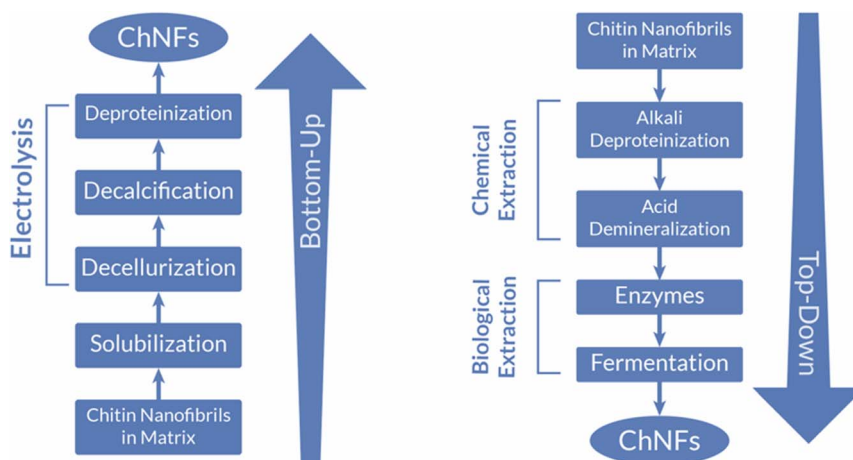 ChNFs
Deproteinization
Decalcification
Decellurization
Solubilization
Chitin Nanofibrils
in Matrix
Electrolysis
Bottom-Up
Chitin Nanofibrils
in Matrix
Alkali
Deproteinization
Acid
Demineralization
Enzymes
Fermentation
ChNFs
Chemical
Extraction
Biological
Extraction
Top-Down